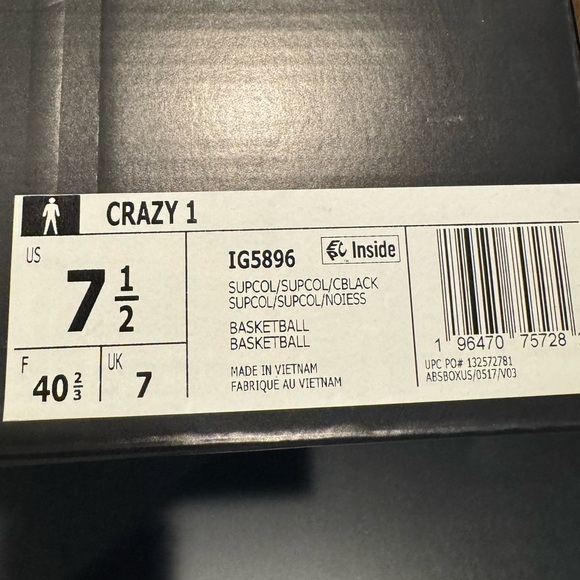 CRAZY 1
US
7 1/2
F
40 2/3
UK
7
IG5896
Inside
SUPCOL/SUPCOL/CBLACK
SUPCOL/SUPCOL/NOIESS
BASKETBALL
BASKETBALL
MADE IN VIETNAM
FABRIQUÉ AU VIETNAM
1 96470 75728
UPC PO# 132572781
ABSBOXUS/0517/V03